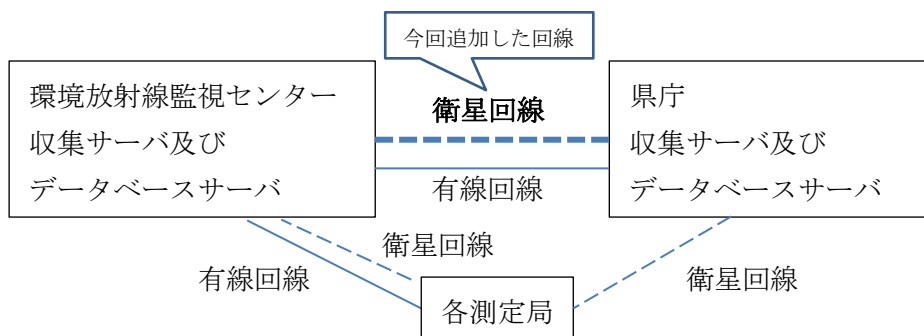 今回追加した回線
環境放射線監視センター
収集サーバ及び
データベースサーバ
衛星回線
有線回線
県庁
収集サーバ及び
データベースサーバ
衛星回線
有線回線
各測定局
衛星回線